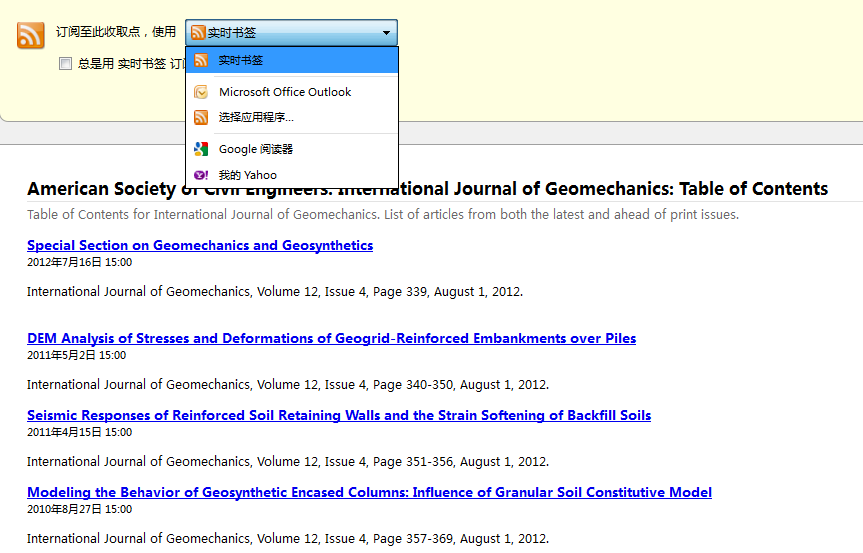 订阅至此收取点，使用 实时书签
总是用 实时书签 订
实时书签
Microsoft Office Outlook
选择应用程序...
Google 阅读器
我的 Yahoo
American Society of Civil Engineers: International Journal of Geomechanics: Table of Contents
Table of Contents for International Journal of Geomechanics. List of articles from both the latest and ahead of print issues.
Special Section on Geomechanics and Geosynthetics
2012年7月16日 15:00
International Journal of Geomechanics, Volume 12, Issue 4, Page 339, August 1, 2012.
DEM Analysis of Stresses and Deformations of Geogrid-Reinforced Embankments over Piles
2011年5月2日 15:00
International Journal of Geomechanics, Volume 12, Issue 4, Page 340-350, August 1, 2012.
Seismic Responses of Reinforced Soil Retaining Walls and the Strain Softening of Backfill Soils
2011年4月15日 15:00
International Journal of Geomechanics, Volume 12, Issue 4, Page 351-356, August 1, 2012.
Modeling the Behavior of Geosynthetic Encased Columns: Influence of Granular Soil Constitutive Model
2010年8月27日 15:00
International Journal of Geomechanics, Volume 12, Issue 4, Page 357-369, August 1, 2012.